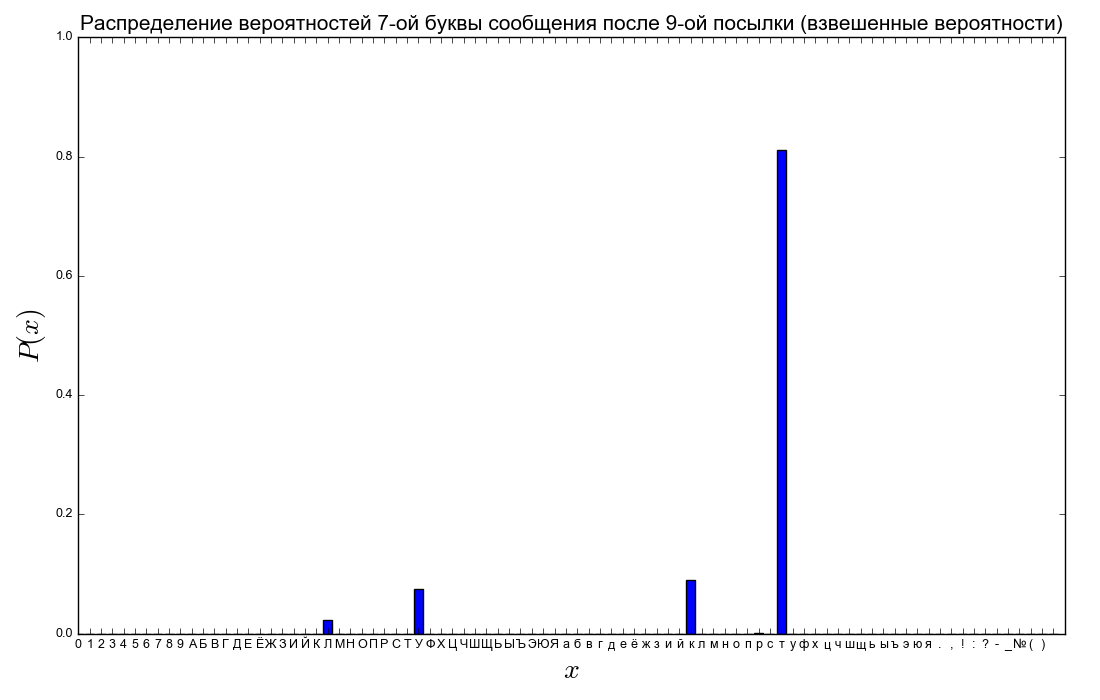 Распределение вероятностей 7-ой буквы сообщения после 9-ой посылки (взвешенные вероятности)
1.0
0.8
0.6
0.4
0.2
0.0
P(x)
0 1 2 3 4 5 6 7 8 9 А Б В Г Д Е Ё Ж З И Й К Л М Н О П Р С Т У Ф Х Ц Ч Ш Щ Ь Ы Ъ Э Ю Я а б в г д е ё ж з и й к л м н о п р с т у ф х ц ч ш щ ь ы ъ э ю я . , ! : ? - _ № ( )
x